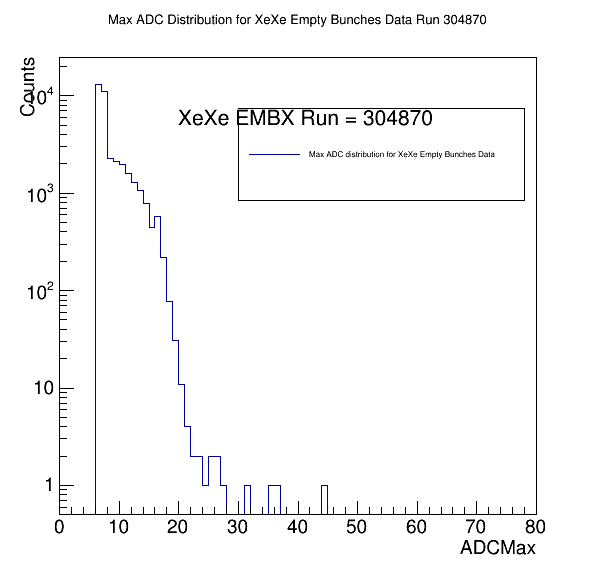 Max ADC Distribution for XeXe Empty Bunches Data Run 304870
Counts
XeXe EMBX Run = 304870
Max ADC distribution for XeXe Empty Bunches Data
10^4
10^3
10^2
10
1
0 10 20 30 40 50 60 70 80
ADCMax